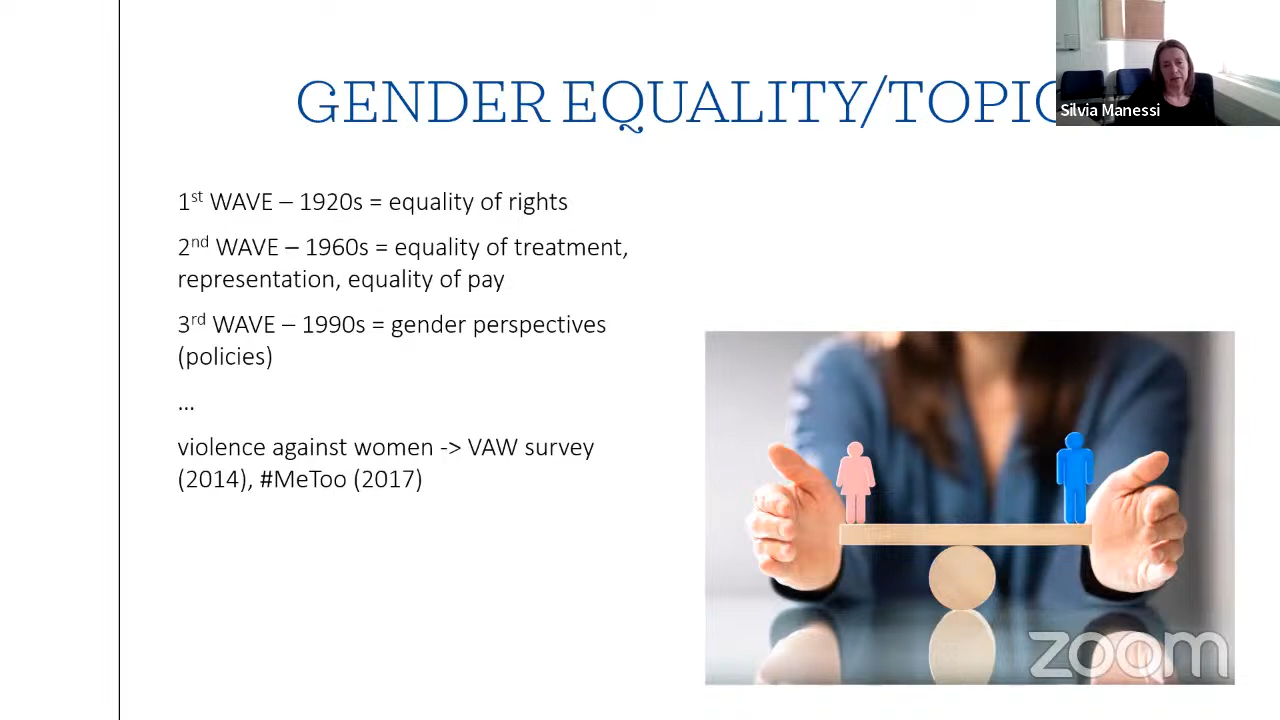 GENDER EQUALITY/TOPIC
Silvia Manessi
1st WAVE – 1920s = equality of rights
2nd WAVE – 1960s = equality of treatment,
representation, equality of pay
3rd WAVE – 1990s = gender perspectives
(policies)
...
violence against women -> VAW survey
(2014), #MeToo (2017)
zoom